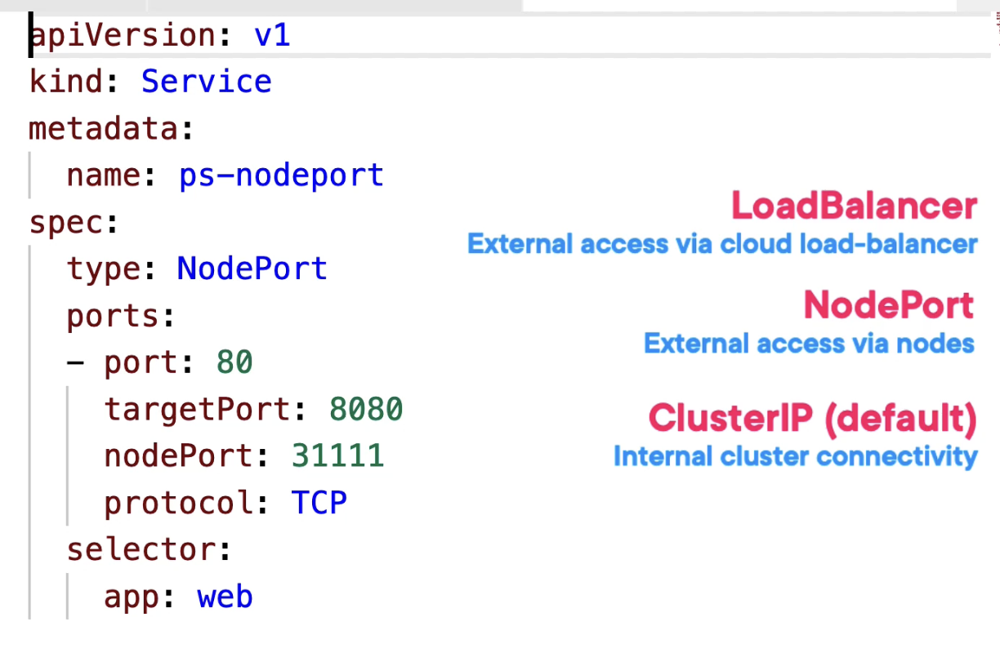 apiVersion: v1
kind: Service
metadata:
  name: ps-nodeport
spec:
  type: NodePort
  ports:
  - port: 80
    targetPort: 8080
    nodePort: 31111
    protocol: TCP
  selector:
    app: web
LoadBalancer
External access via cloud load-balancer
NodePort
External access via nodes
ClusterIP (default)
Internal cluster connectivity